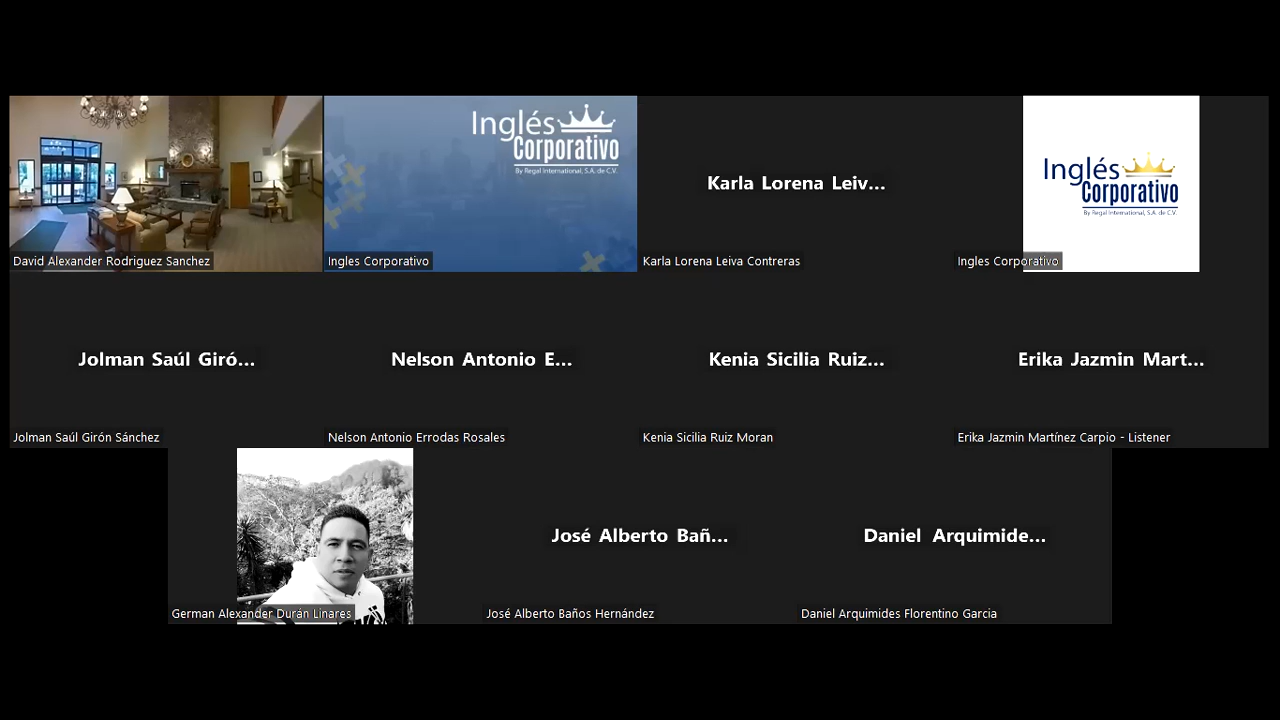 Inglés
Corporativo
By Regal International, S.A. de C.V.
David Alexander Rodriguez Sanchez
Ingles Corporativo
Karla Lorena Leiv...
Karla Lorena Leiva Contreras
Inglés
Corporativo
By Regal International, S.A. de C.V.
Ingles Corporativo
Jolman Saúl Giró...
Jolman Saúl Girón Sánchez
Nelson Antonio E...
Nelson Antonio Errodas Rosales
Kenia Sicilia Ruiz...
Kenia Sicilia Ruiz Moran
Erika Jazmin Mart...
Erika Jazmin Martínez Carpio - Listener
German Alexander Durán Linares
José Alberto Bañ...
José Alberto Baños Hernández
Daniel Arquimide...
Daniel Arquimides Florentino Garcia